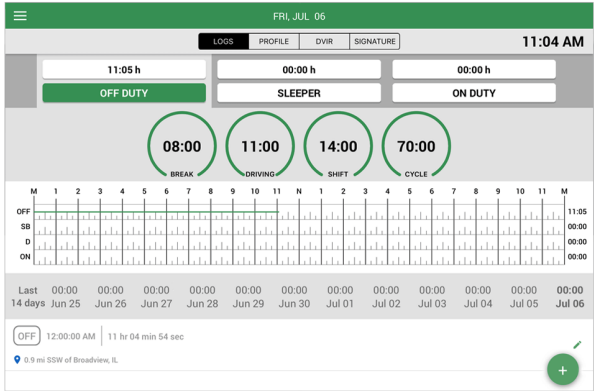 FRI, JUL 06
LOGS PROFILE DVIR SIGNATURE
11:04 AM
11:05 h 00:00 h 00:00 h
OFF DUTY SLEEPER ON DUTY
08:00 11:00 14:00 70:00
BREAK DRIVING SHIFT CYCLE
M 1 2 3 4 5 6 7 8 9 10 11 N 1 2 3 4 5 6 7 8 9 10 11 M
OFF 11:05
SB 00:00
D 00:00
ON 00:00
Last 00:00 00:00 00:00 00:00 00:00 00:00 00:00 00:00 00:00 00:00 00:00 00:00
14 days Jun 25 Jun 26 Jun 27 Jun 28 Jun 29 Jun 30 Jul 01 Jul 02 Jul 03 Jul 04 Jul 05 Jul 06
OFF 12:00:00 AM 11 hr 04 min 54 sec
0.9 mi SSW of Broadview, IL
+